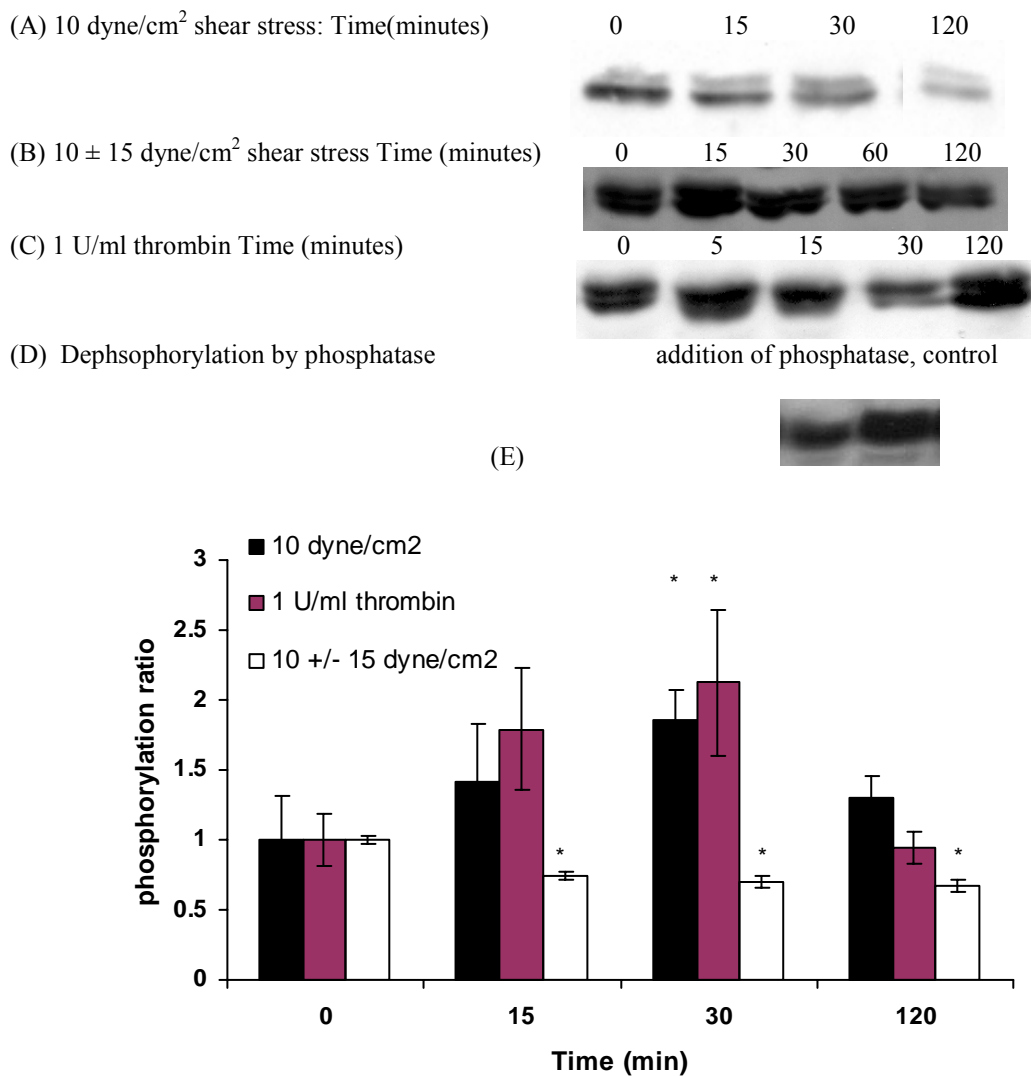 (A) 10 dyne/cm² shear stress: Time(minutes) 0 15 30 120
(B) 10 ± 15 dyne/cm² shear stress Time (minutes) 0 15 30 60 120
(C) 1 U/ml thrombin Time (minutes) 0 5 15 30 120
(D) Dephsophorylation by phosphatase addition of phosphatase, control
(E)
10 dyne/cm2
1 U/ml thrombin
10 +/- 15 dyne/cm2
phosphorylation ratio
3
2.5
2
1.5
1
0.5
0
* *
* * *
0 15 30 120
Time (min)